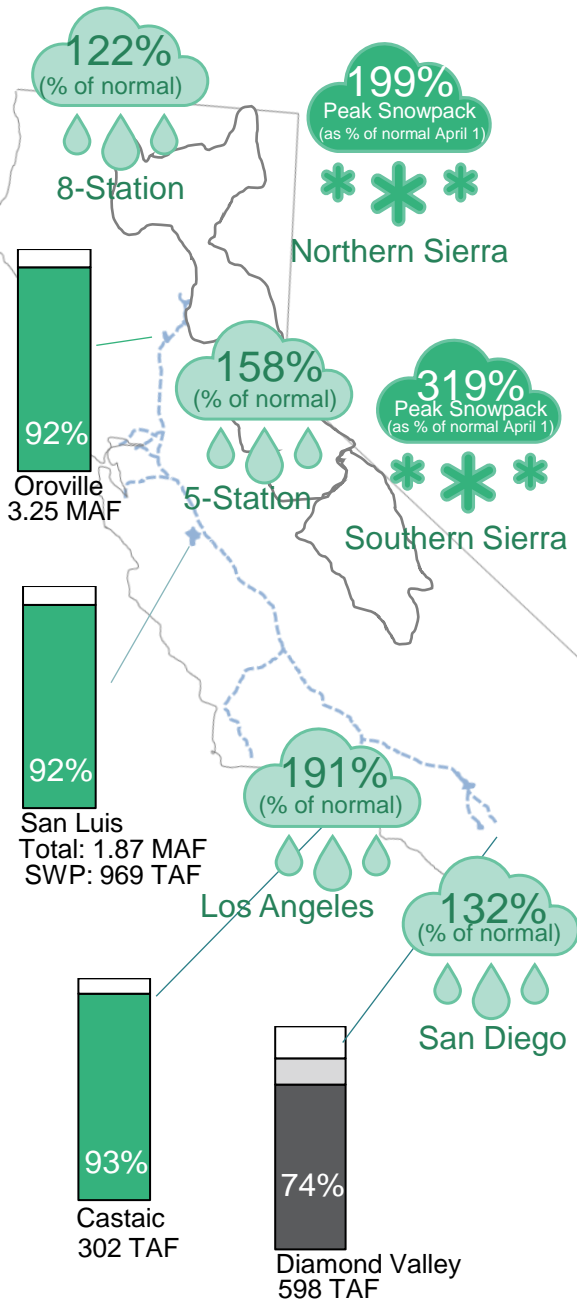 122%
(% of normal)
8-Station
199%
Peak Snowpack
(as % of normal April 1)
Northern Sierra
92%
Oroville
3.25 MAF
158%
(% of normal)
5-Station
319%
Peak Snowpack
(as % of normal April 1)
Southern Sierra
92%
San Luis
Total: 1.87 MAF
SWP: 969 TAF
191%
(% of normal)
Los Angeles
132%
(% of normal)
San Diego
93%
Castaic
302 TAF
74%
Diamond Valley
598 TAF